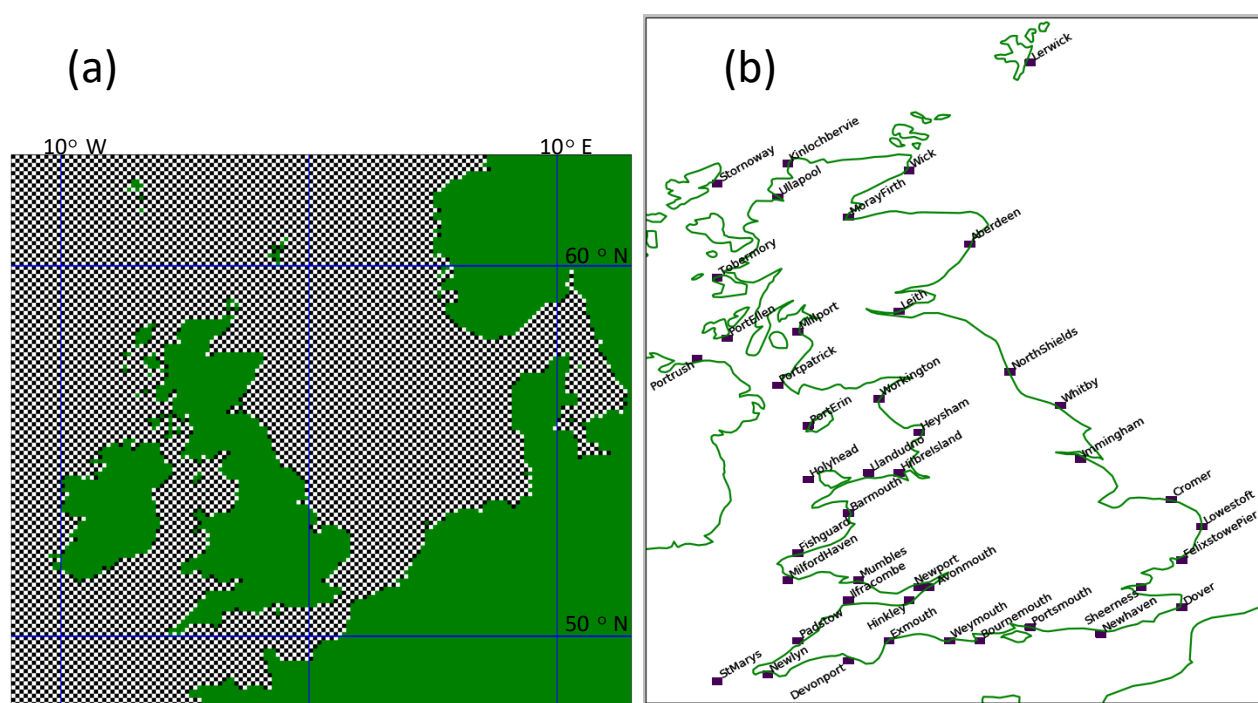 (a)
10° W
10° E
60 ° N
50 ° N
(b)
Lerwick
Kinlochbervie
Stornoway
Wick
Ullapool
MorayFirth
Aberdeen
Tobermory
Leith
PortEllen
Millport
Portrush
NorthShields
Portpatrick
Workington
Whitby
PortErin
Heysham
Immingham
Holyhead
Llandudno
HilbreIsland
Barmouth
Cromer
Lowestoft
Fishguard
FelixstowePier
MilfordHaven
Mumbles
Newport
Avonmouth
Ilfracombe
Sheerness
Dover
Hinkley
Padstow
Exmouth
Weymouth
Bournemouth
Portsmouth
Newhaven
StMarys
Newlyn
Devonport